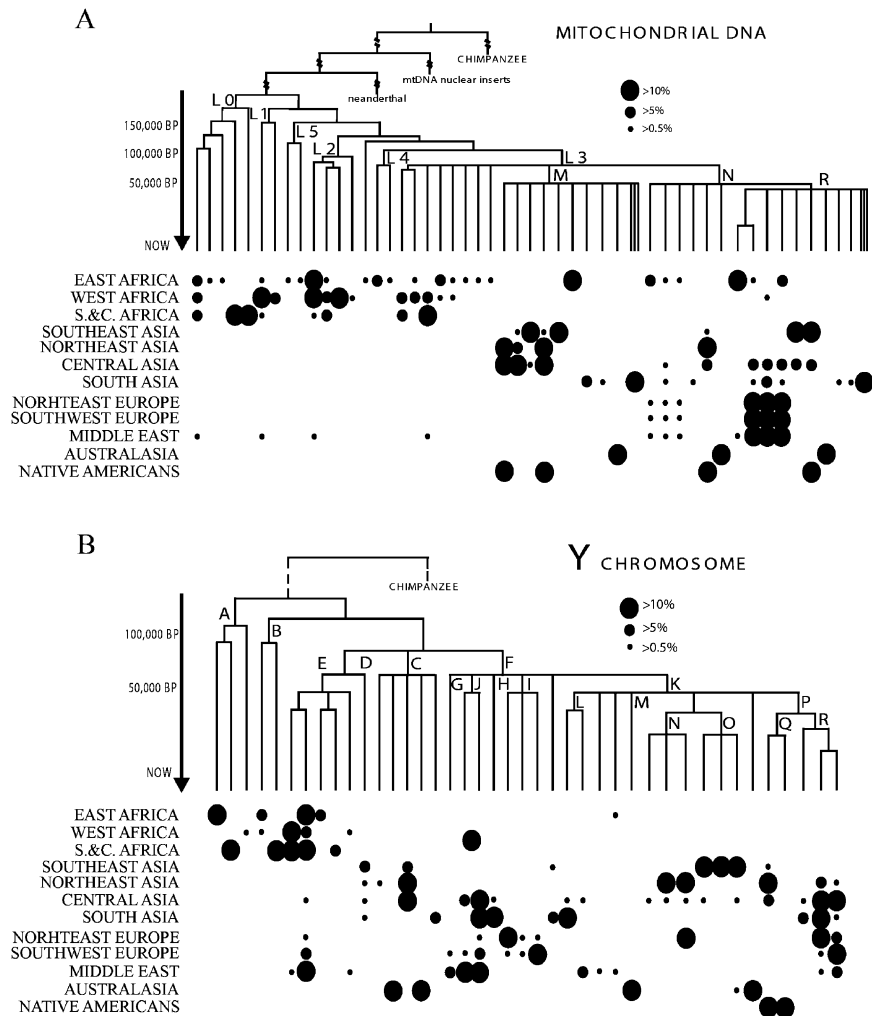 A
MITOCHONDRIAL DNA
CHIMPANZEE
mtDNA nuclear inserts
neanderthal
>10%
>5%
>0.5%
L 0
L 1
L 5
L 2
L 4
L 3
M
N
R
150,000 BP
100,000 BP
50,000 BP
NOW
EAST AFRICA
WEST AFRICA
S.&C. AFRICA
SOUTHEAST ASIA
NORTHEAST ASIA
CENTRAL ASIA
SOUTH ASIA
NORHTEAST EUROPE
SOUTHWEST EUROPE
MIDDLE EAST
AUSTRALASIA
NATIVE AMERICANS
B
Y CHROMOSOME
CHIMPANZEE
>10%
>5%
>0.5%
A
B
E D C F
G J H I K
L M P
N O Q R
100,000 BP
50,000 BP
NOW
EAST AFRICA
WEST AFRICA
S.&C. AFRICA
SOUTHEAST ASIA
NORTHEAST ASIA
CENTRAL ASIA
SOUTH ASIA
NORHTEAST EUROPE
SOUTHWEST EUROPE
MIDDLE EAST
AUSTRALASIA
NATIVE AMERICANS